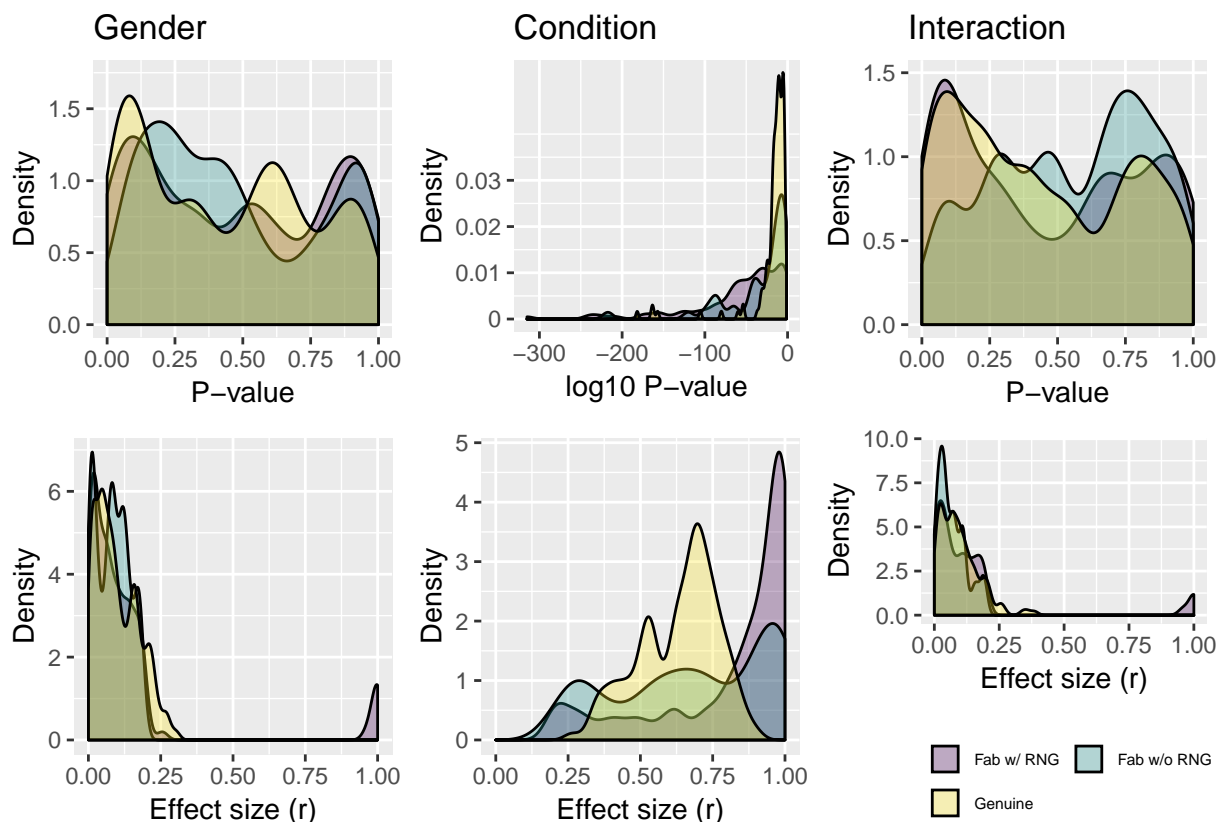 Gender
Condition
Interaction
Density
1.5
1.0
0.5
0.0
0.00 0.25 0.50 0.75 1.00
P−value
Density
0.03
0.02
0.01
0
−300 −200 −100 0
log10 P−value
Density
1.5
1.0
0.5
0.0
0.00 0.25 0.50 0.75 1.00
P−value
Density
6
4
2
0
0.00 0.25 0.50 0.75 1.00
Effect size (r)
Density
5
4
3
2
1
0
0.00 0.25 0.50 0.75 1.00
Effect size (r)
Density
10.0
7.5
5.0
2.5
0.0
0.00 0.25 0.50 0.75 1.00
Effect size (r)
Fab w/ RNG
Fab w/o RNG
Genuine